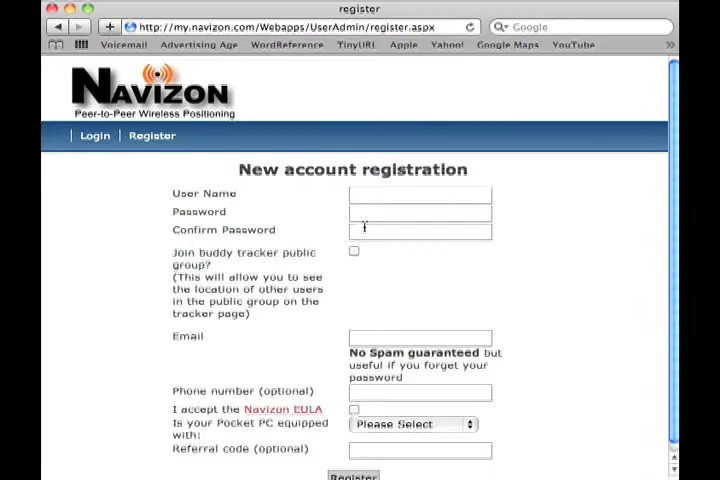 register
http://my.navizon.com/Webapps/UserAdmin/register.aspx
Google
Voicemail Advertising Age WordReference TinyURL Apple Yahoo! Google Maps YouTube
NAVIZON
Peer-to-Peer Wireless Positioning
Login Register
New account registration
User Name
Password
Confirm Password
Join buddy tracker public
group?
(This will allow you to see
the location of other users
in the public group on the
tracker page)
Email
No Spam guaranteed but
useful if you forget your
password
Phone number (optional)
I accept the Navizon EULA
Is your Pocket PC equipped
with:
Please Select
Referral code (optional)
Register